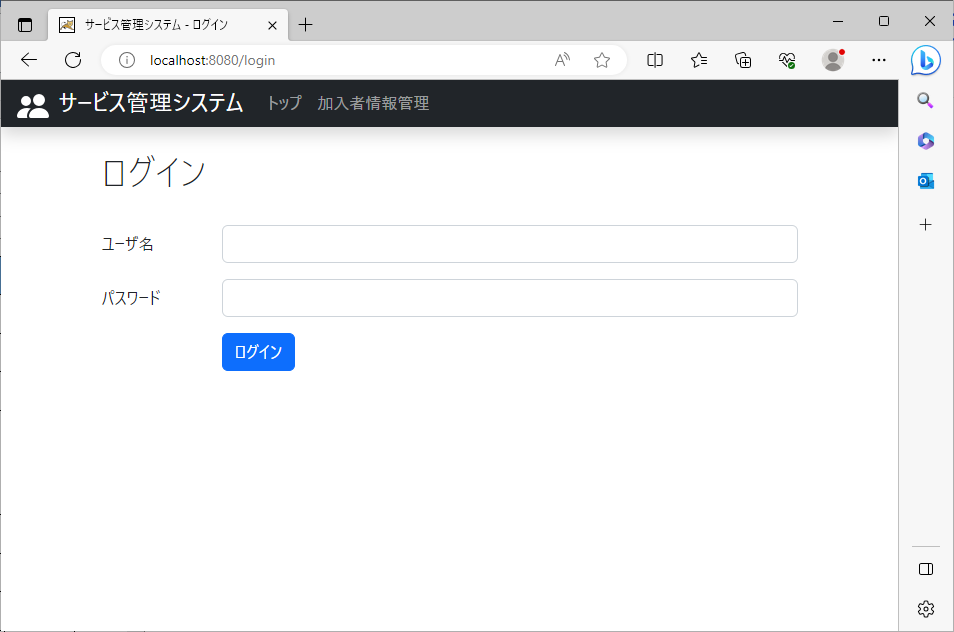 サービス管理システム - ログイン
localhost:8080/login
サービス管理システム トップ 加入者情報管理
ログイン
ユーザ名
パスワード
ログイン